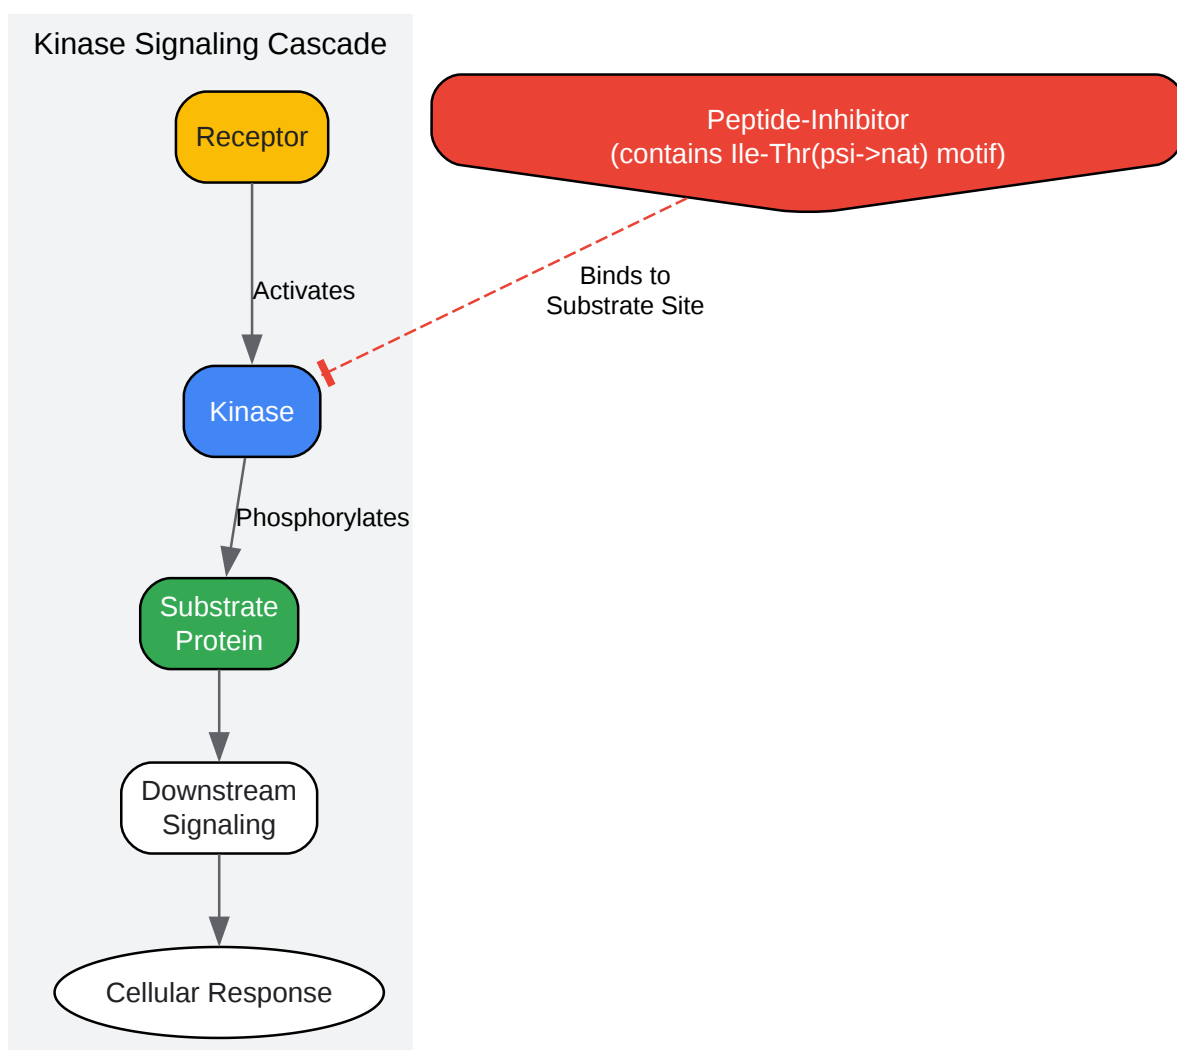 Kinase Signaling Cascade
Receptor
Peptide-Inhibitor
(contains Ile-Thr(psi->nat) motif)
Activates
Binds to
Substrate Site
Kinase
Phosphorylates
Substrate
Protein
Downstream
Signaling
Cellular Response